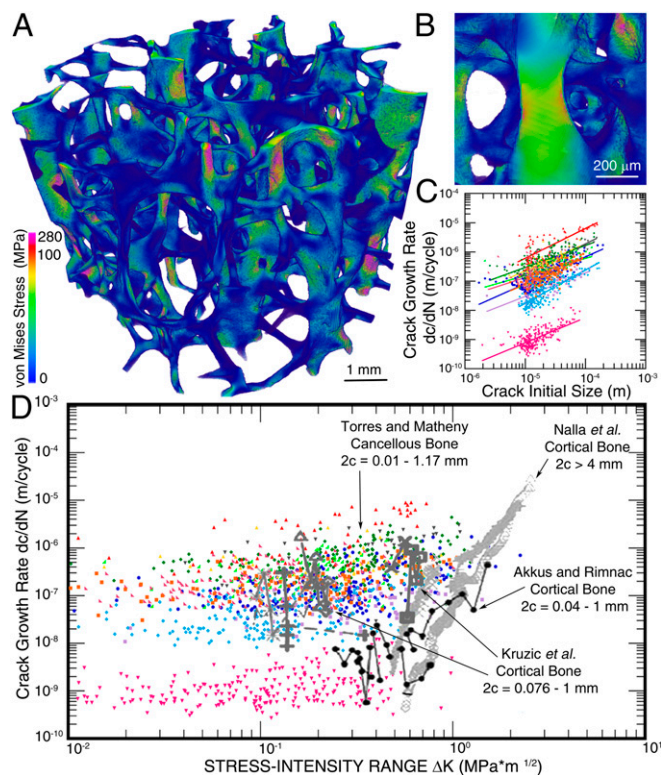 A
B
280
100
0
von Mises Stress (MPa)
1 mm
200 μm
C
10-5
10-6
10-7
10-8
10-9
10-10
Crack Growth Rate
dc/dN (m/cycle)
10-6
10-5
10-4
10-3
Crack Initial Size (m)
D
10-3
10-4
10-5
10-6
10-7
10-8
10-9
10-10
Crack Growth Rate dc/dN (m/cycle)
Torres and Matheny
Cancellous Bone
2c = 0.01 - 1.17 mm
Nalla et al.
Cortical Bone
2c > 4 mm
Akkus and Rimnac
Cortical Bone
2c = 0.04 - 1 mm
Kruzic et al.
Cortical Bone
2c = 0.076 - 1 mm
10-2
10-1
100
10
STRESS-INTENSITY RANGE ΔK (MPa*m 1/2)